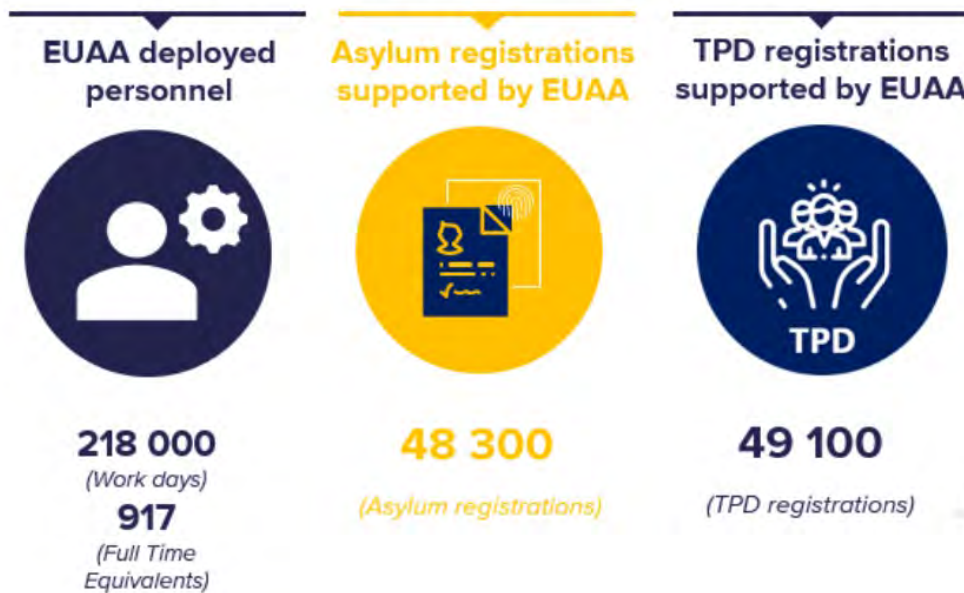 EUAA deployed
personnel
218 000
(Work days)
917
(Full Time
Equivalents)
Asylum registrations
supported by EUAA
48 300
(Asylum registrations)
TPD registrations
supported by EUAA
TPD
49 100
(TPD registrations)